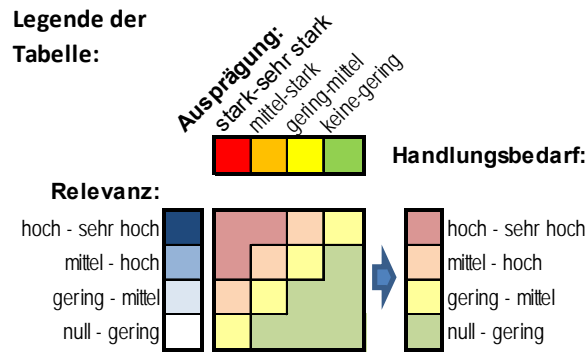 Legende der
Tabelle:
Ausprägung:
stark-sehr stark
mittel-stark
gering-mittel
keine-gering
Handlungsbedarf:
Relevanz:
hoch - sehr hoch
mittel - hoch
gering - mittel
null - gering
hoch - sehr hoch
mittel - hoch
gering - mittel
null - gering